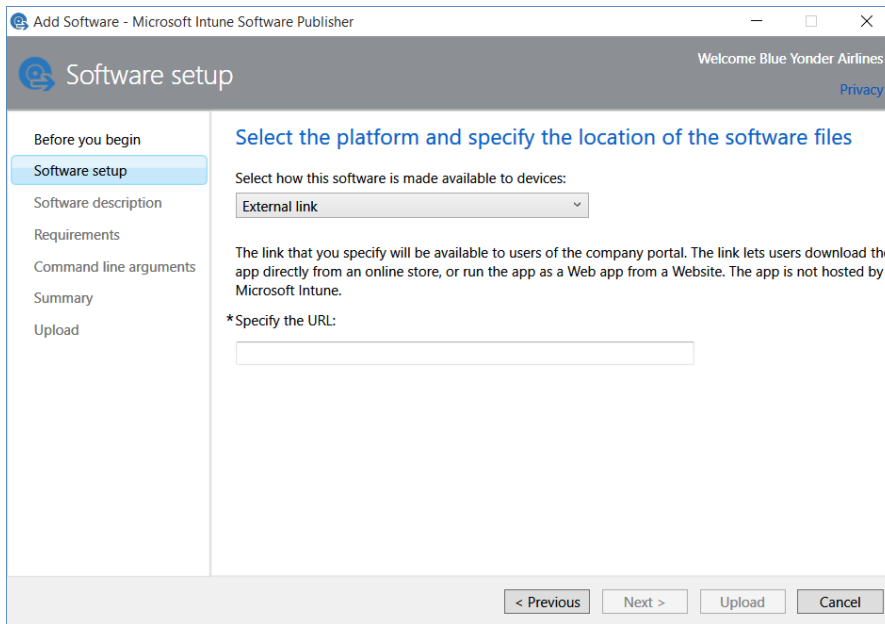 Add Software - Microsoft Intune Software Publisher
Software setup
Welcome Blue Yonder Airlines
Privacy
Before you begin
Software setup
Software description
Requirements
Command line arguments
Summary
Upload
Select the platform and specify the location of the software files
Select how this software is made available to devices:
External link
The link that you specify will be available to users of the company portal. The link lets users download the
app directly from an online store, or run the app as a Web app from a Website. The app is not hosted by
Microsoft Intune.
*Specify the URL:
< Previous
Next >
Upload
Cancel